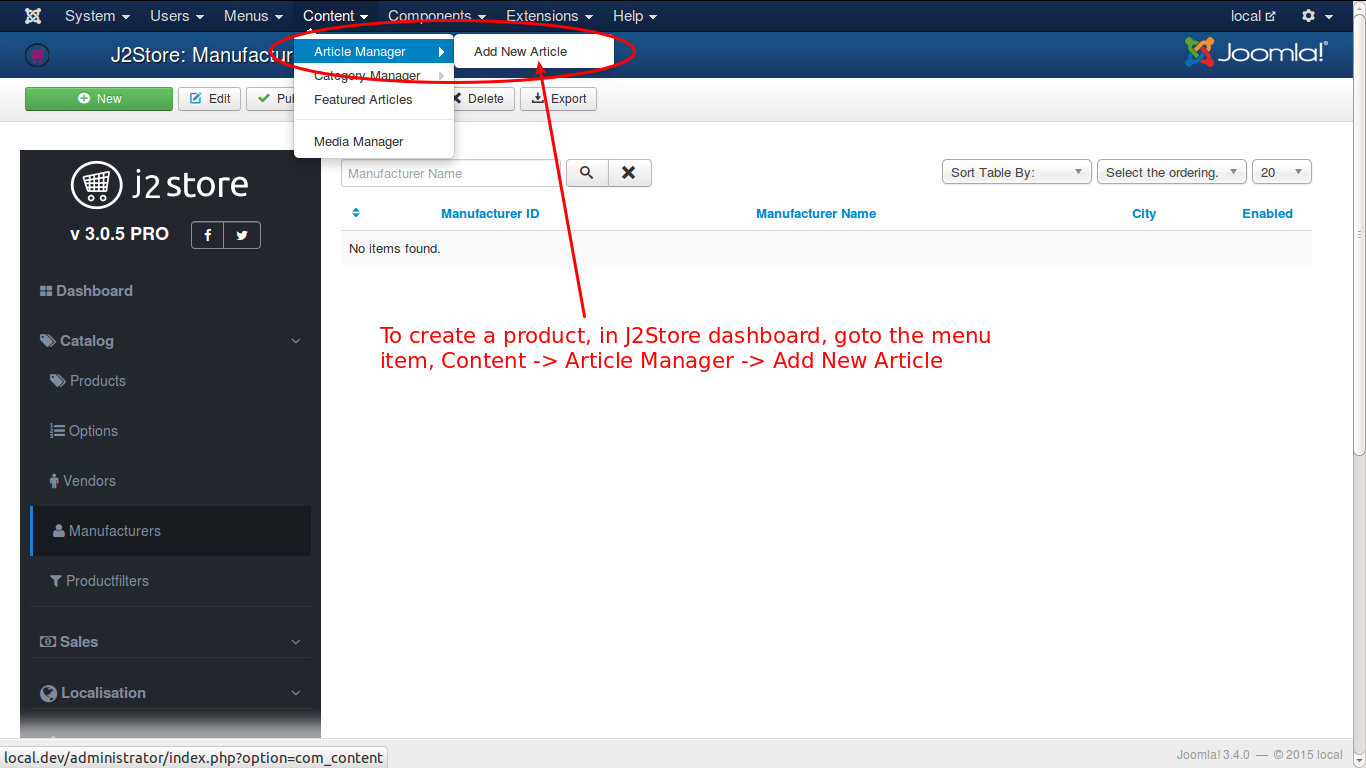 System Users Menus Content Components Extensions Help local
J2Store: Manufactur Joomla!®
Article Manager Add New Article
Category Manager
Featured Articles
Media Manager
New Edit Pu Delete Export
j2store
v 3.0.5 PRO
Dashboard
Catalog
Products
Options
Vendors
Manufacturers
Productfilters
Sales
Localisation
Manufacturer Name Sort Table By: Select the ordering. 20
Manufacturer ID Manufacturer Name City Enabled
No items found.
To create a product, in J2Store dashboard, goto the menu
item, Content -> Article Manager -> Add New Article
local.dev/administrator/index.php?option=com_content
Joomla! 3.4.0 — © 2015 local